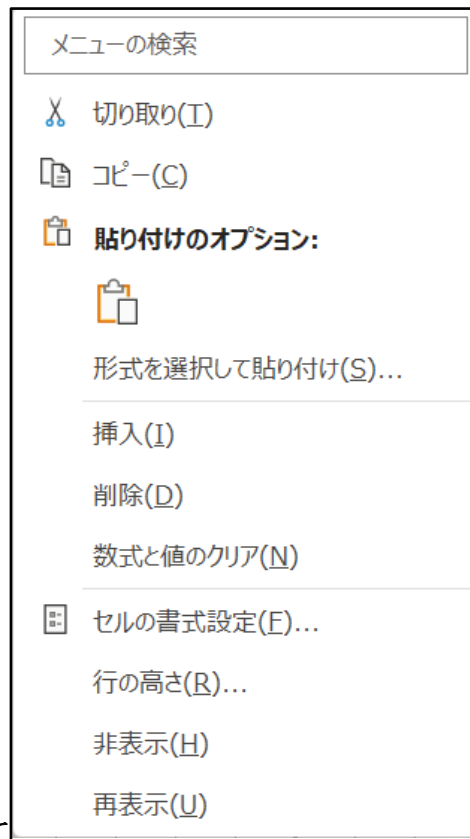 メニューの検索
切り取り(T)
コピー(C)
貼り付けのオプション:
形式を選択して貼り付け(S)...
挿入(I)
削除(D)
数式と値のクリア(N)
セルの書式設定(F)...
行の高さ(R)...
非表示(H)
再表示(U)